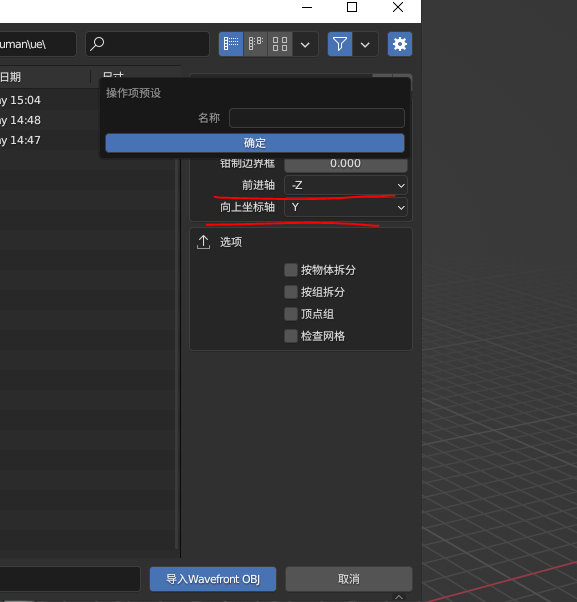 uman\ue\
日期
尺寸
y 15:04
y 14:48
y 14:47
操作项预设
名称
确定
钳制边界框 0.000
前进轴 -Z
向上坐标轴 Y
选项
按物体拆分
按组拆分
顶点组
检查网格
导入Wavefront OBJ
取消